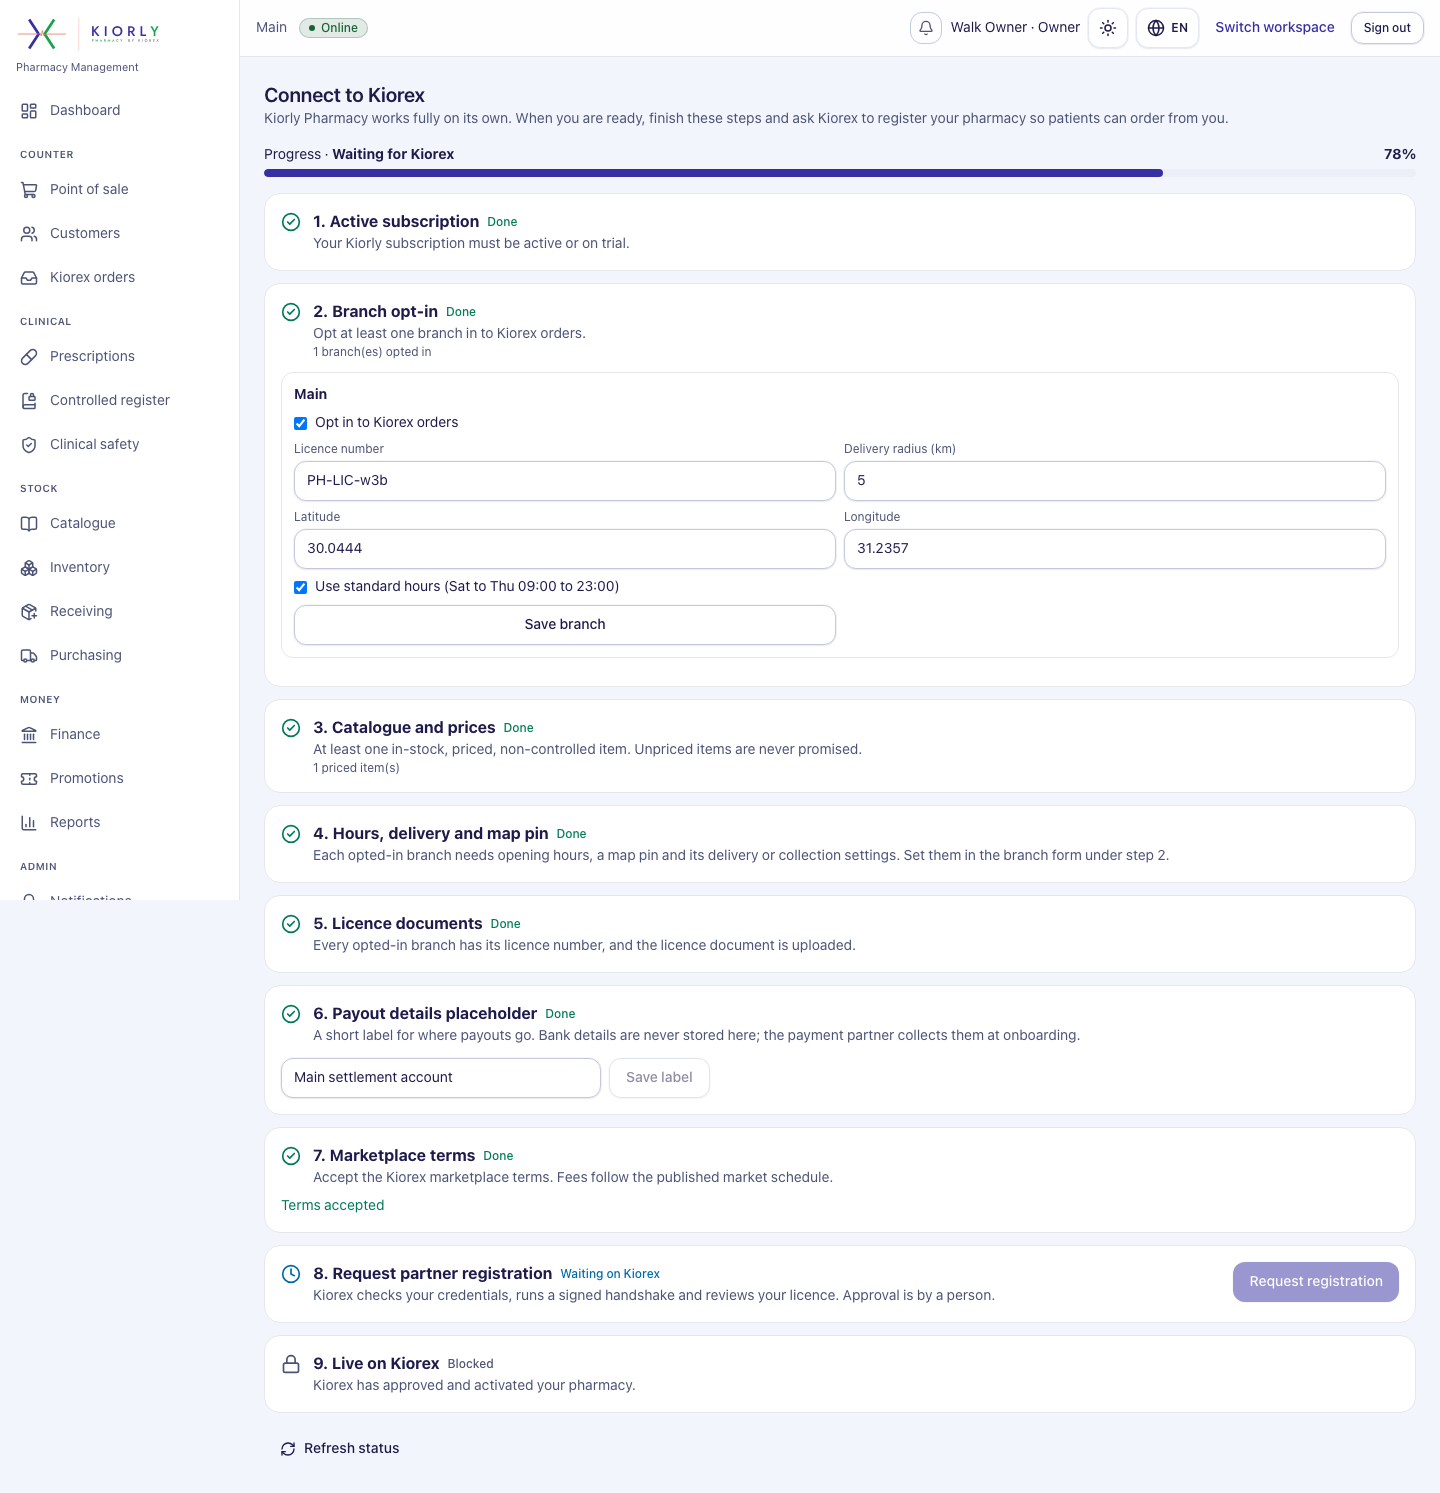 KIORLY
PHARMACY BY KIOREX
Pharmacy Management
Dashboard
COUNTER
Point of sale
Customers
Kiorex orders
CLINICAL
Prescriptions
Controlled register
Clinical safety
STOCK
Catalogue
Inventory
Receiving
Purchasing
MONEY
Finance
Promotions
Reports
ADMIN
Notifications
Main
Online
Walk Owner · Owner
EN
Switch workspace
Sign out
Connect to Kiorex
Kiorly Pharmacy works fully on its own. When you are ready, finish these steps and ask Kiorex to register your pharmacy so patients can order from you.
Progress · Waiting for Kiorex
78%
1. Active subscription Done
Your Kiorly subscription must be active or on trial.
2. Branch opt-in Done
Opt at least one branch in to Kiorex orders.
1 branch(es) opted in
Main
Opt in to Kiorex orders
Licence number
Delivery radius (km)
PH-LIC-w3b
5
Latitude
Longitude
30.0444
31.2357
Use standard hours (Sat to Thu 09:00 to 23:00)
Save branch
3. Catalogue and prices Done
At least one in-stock, priced, non-controlled item. Unpriced items are never promised.
1 priced item(s)
4. Hours, delivery and map pin Done
Each opted-in branch needs opening hours, a map pin and its delivery or collection settings. Set them in the branch form under step 2.
5. Licence documents Done
Every opted-in branch has its licence number, and the licence document is uploaded.
6. Payout details placeholder Done
A short label for where payouts go. Bank details are never stored here; the payment partner collects them at onboarding.
Main settlement account
Save label
7. Marketplace terms Done
Accept the Kiorex marketplace terms. Fees follow the published market schedule.
Terms accepted
8. Request partner registration Waiting on Kiorex
Kiorex checks your credentials, runs a signed handshake and reviews your licence. Approval is by a person.
Request registration
9. Live on Kiorex Blocked
Kiorex has approved and activated your pharmacy.
Refresh status